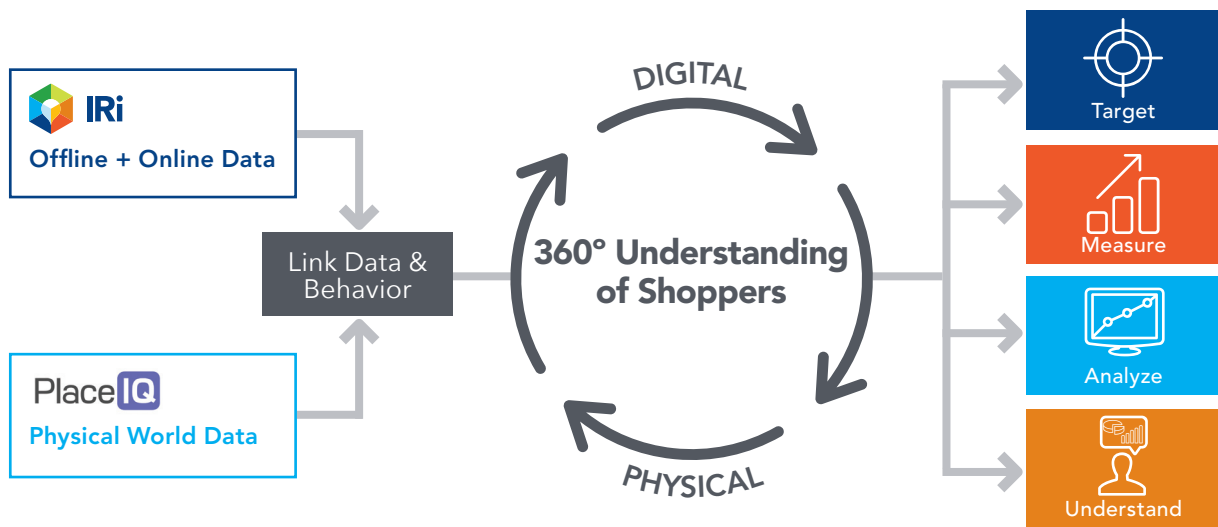 IRi
Offline + Online Data
PlaceIQ
Physical World Data
Link Data &
Behavior
DIGITAL
360º Understanding
of Shoppers
PHYSICAL
Target
Measure
Analyze
Understand